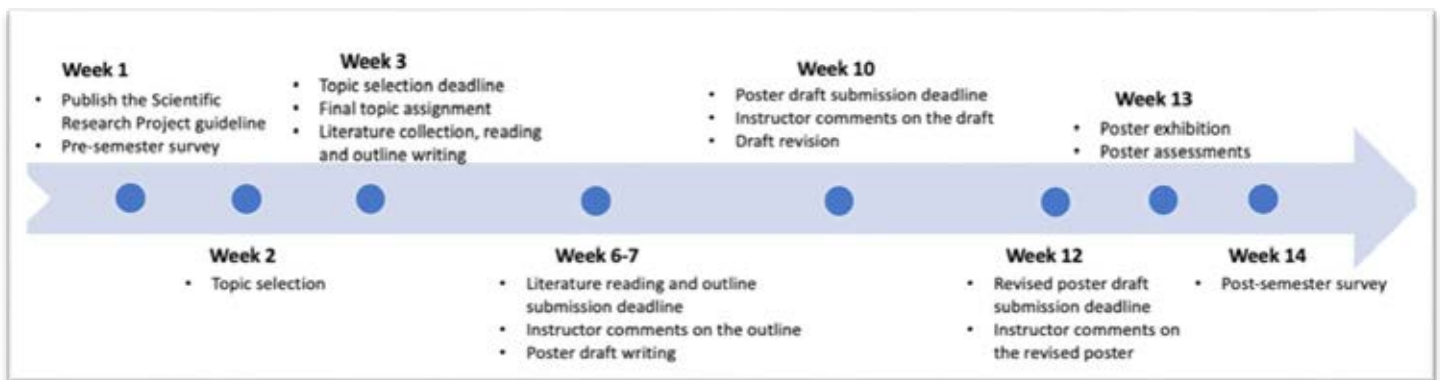 Week 1
• Publish the Scientific
Research Project guideline
• Pre-semester survey
Week 2
• Topic selection
Week 3
• Topic selection deadline
• Final topic assignment
• Literature collection, reading
and outline writing
Week 6-7
• Literature reading and outline
submission deadline
• Instructor comments on the outline
• Poster draft writing
Week 10
• Poster draft submission deadline
• Instructor comments on the draft
• Draft revision
Week 12
• Revised poster draft
submission deadline
• Instructor comments on
the revised poster
Week 13
• Poster exhibition
• Poster assessments
Week 14
• Post-semester survey